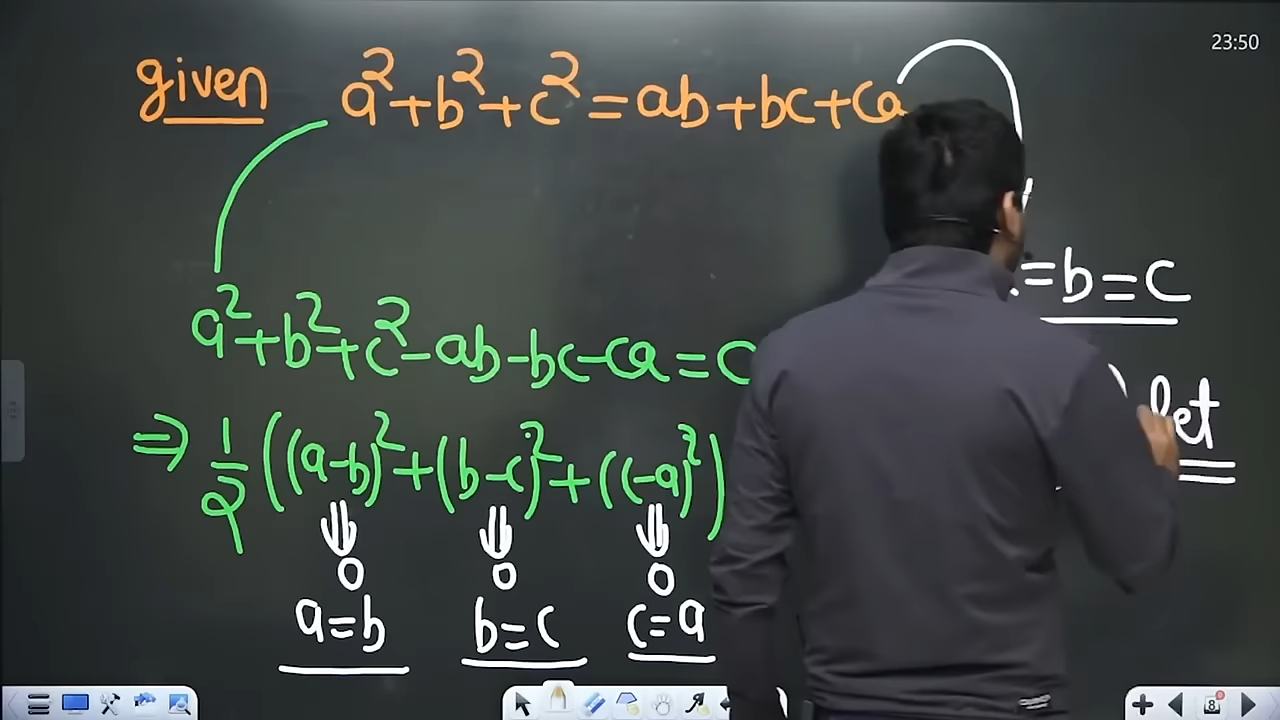 23:50
given a²+b²+c²=ab+bc+ca
=b=c
a²+b²+c²-ab-bc-ca=
let
⇒ 1/2 ((a-b)²+(b-c)²+(c-a)²)
⇓ ⇓ ⇓
0 0 0
a=b b=c c=a
8